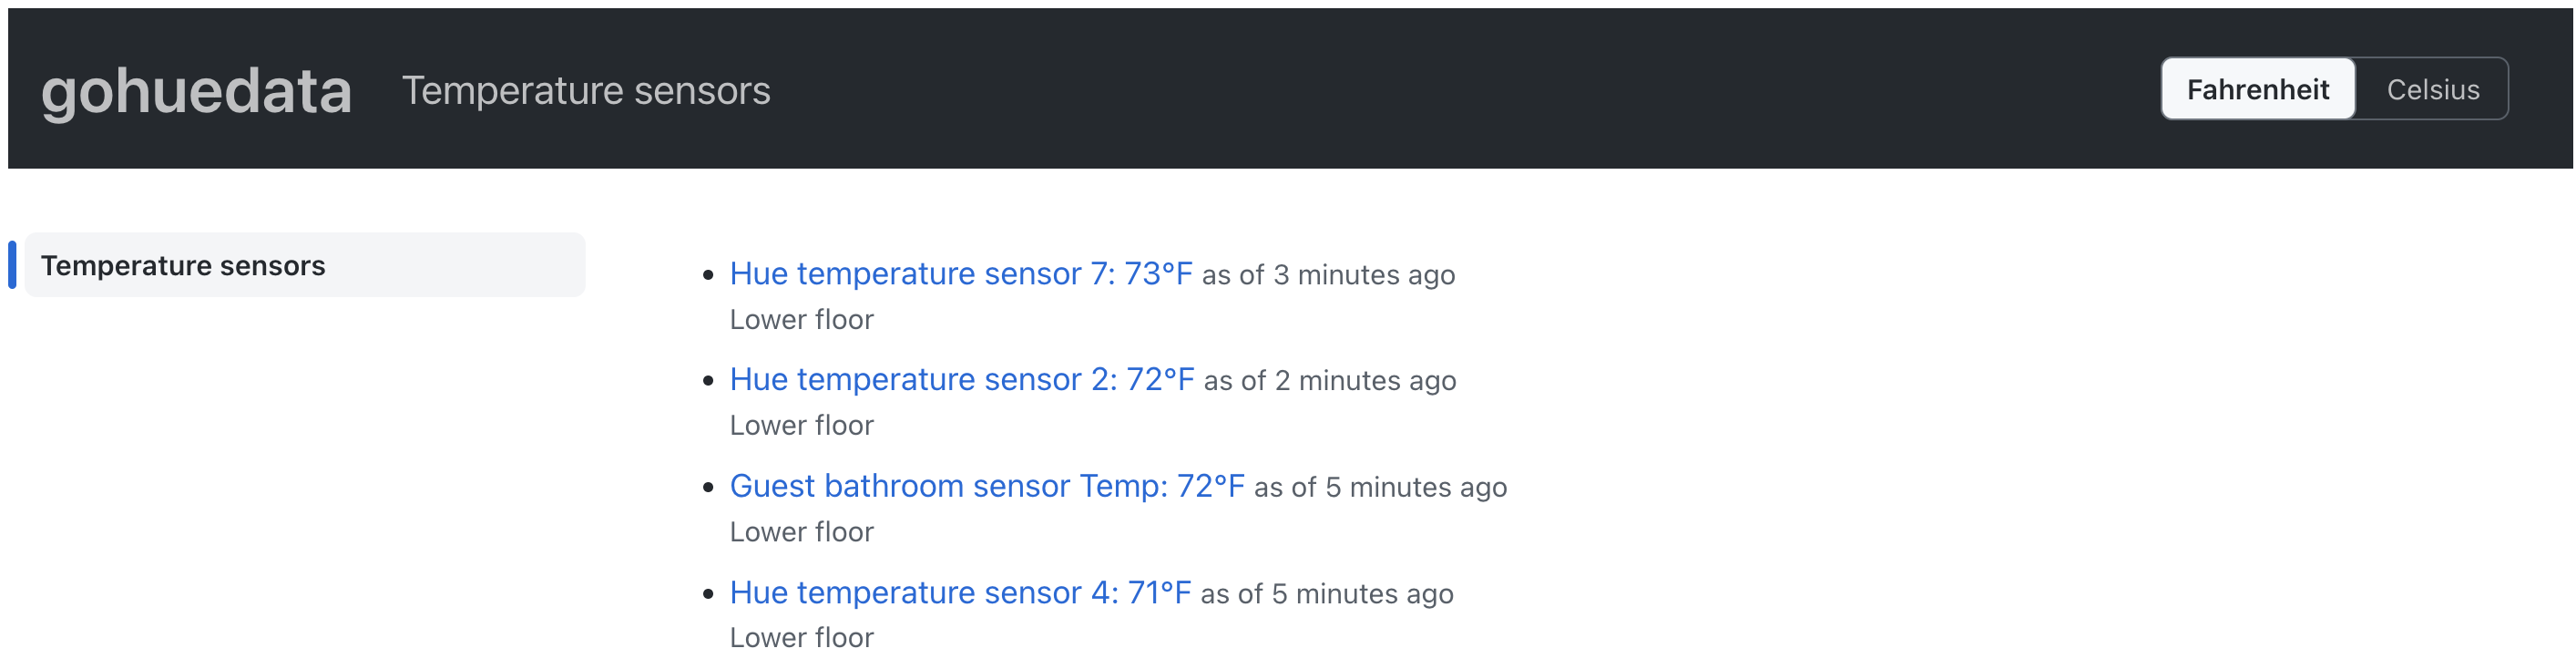 gohuedata Temperature sensors Fahrenheit Celsius
Temperature sensors
Hue temperature sensor 7: 73°F as of 3 minutes ago
Lower floor
Hue temperature sensor 2: 72°F as of 2 minutes ago
Lower floor
Guest bathroom sensor Temp: 72°F as of 5 minutes ago
Lower floor
Hue temperature sensor 4: 71°F as of 5 minutes ago
Lower floor